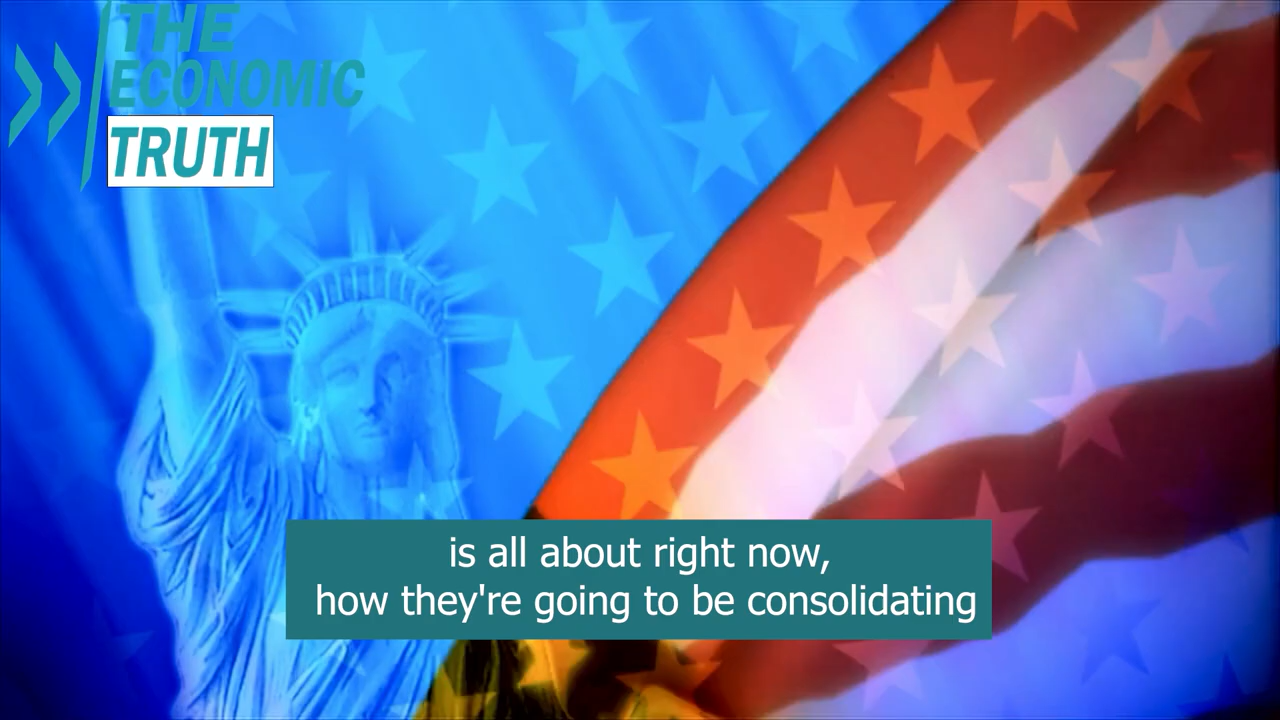 THE
ECONOMIC
TRUTH
is all about right now,
how they're going to be consolidating